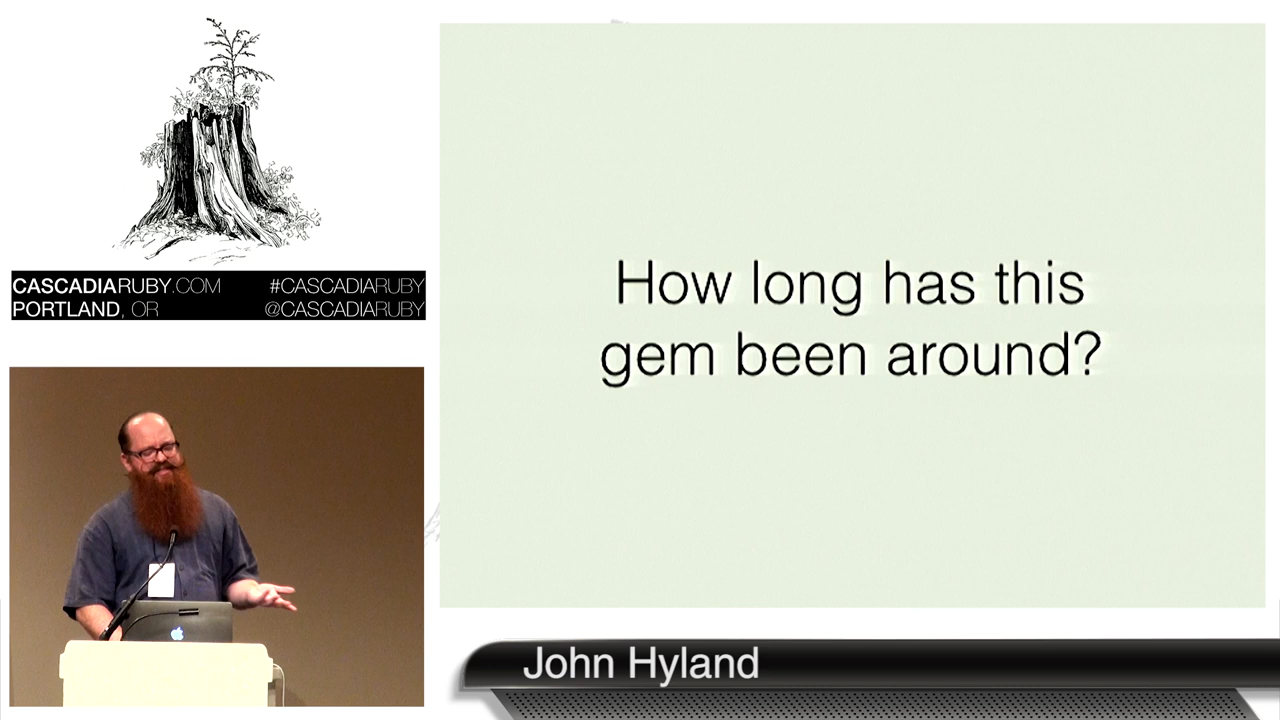 CASCADIARUBY.COM #CASCADIARUBY
PORTLAND, OR @CASCADIARUBY
How long has this
gem been around?
John Hyland